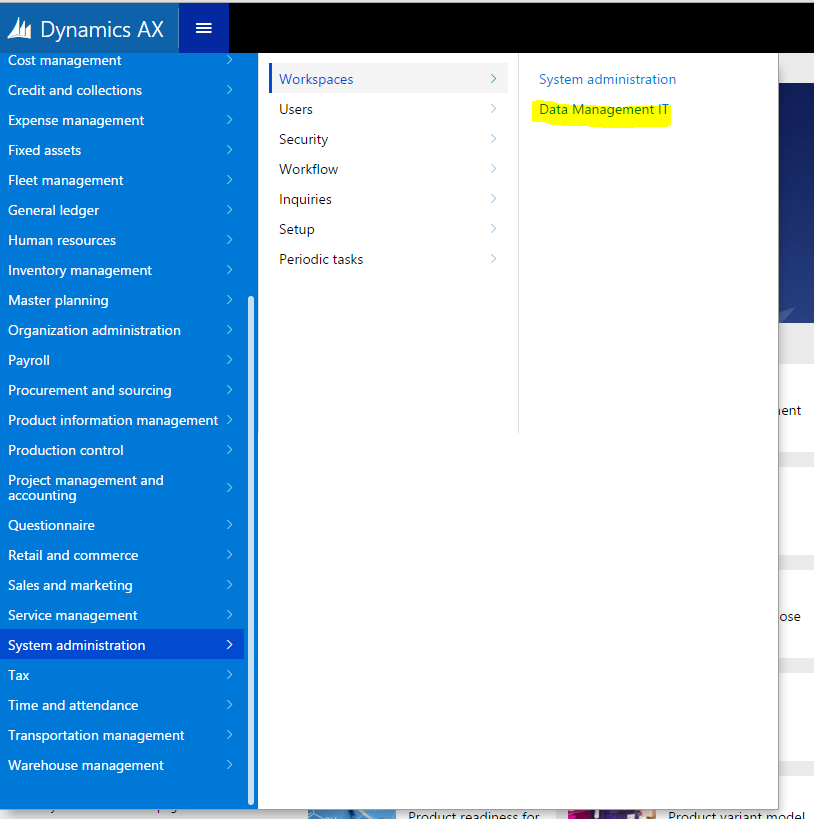 Dynamics AX
Cost management
Credit and collections
Expense management
Fixed assets
Fleet management
General ledger
Human resources
Inventory management
Master planning
Organization administration
Payroll
Procurement and sourcing
Product information management
Production control
Project management and
accounting
Questionnaire
Retail and commerce
Sales and marketing
Service management
System administration
Tax
Time and attendance
Transportation management
Warehouse management
Workspaces
Users
Security
Workflow
Inquiries
Setup
Periodic tasks
System administration
Data Management IT
Product readiness for
Product variant model